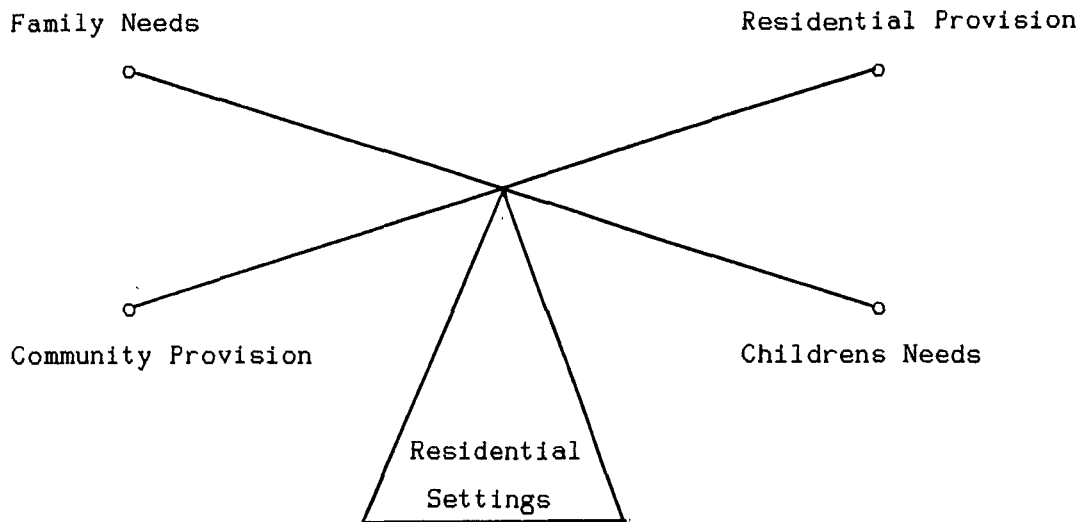 Family Needs
Residential Provision
Community Provision
Childrens Needs
Residential
Settings